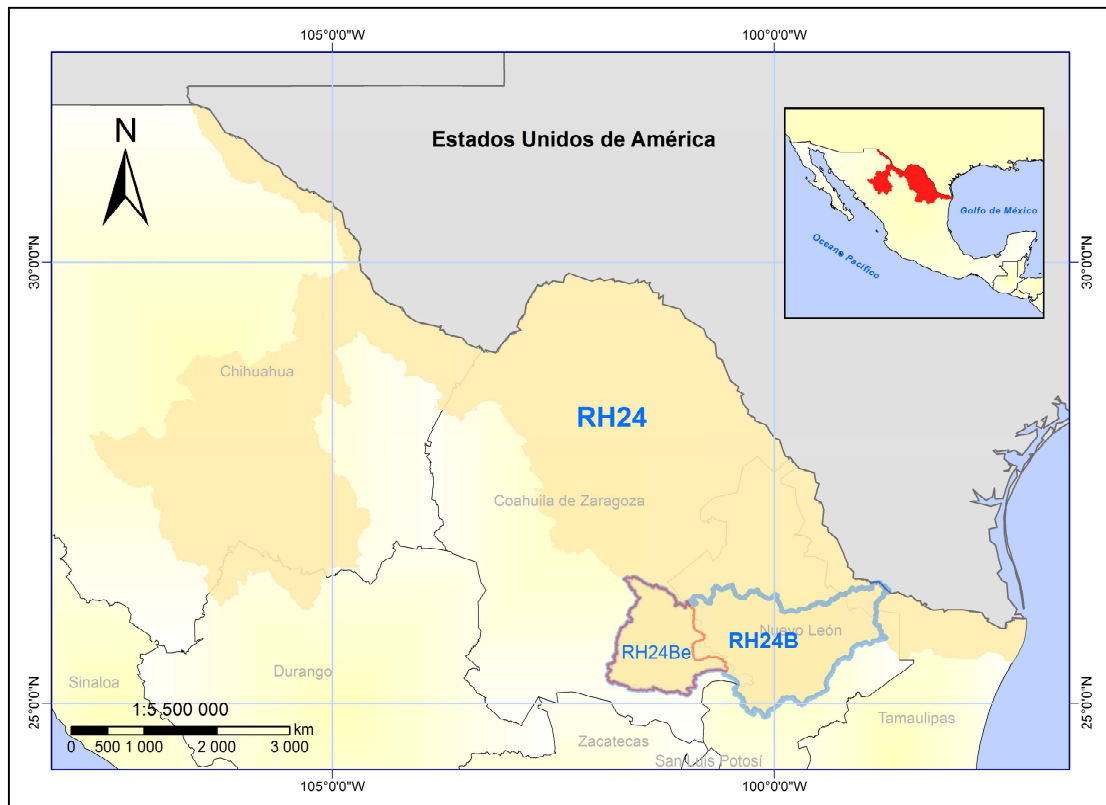 105°0'0"W
100°0'0"W
N
Estados Unidos de América
Golfo de México
Oceano Pacífico
30°0'0"N
30°0'0"N
Chihuahua
RH24
Coahuila de Zaragoza
Nuevo León
RH24B
RH24Be
Durango
Sinaloa
25°0'0"N
25°0'0"N
1:5 500 000
km
0 500 1 000 2 000 3 000
Tamaulipas
Zacatecas
San Luis Potosí
105°0'0"W
100°0'0"W